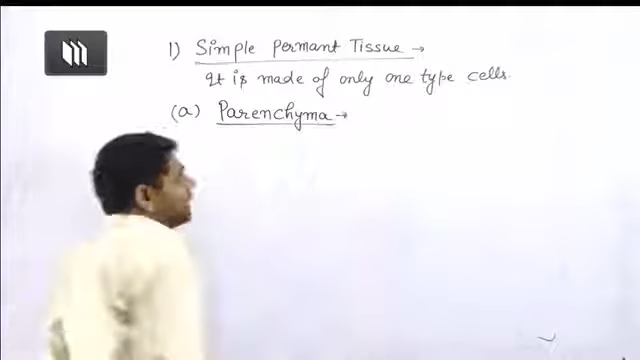 1) Simple Permant Tissue →
It is made of only one type cells.
(a) Parenchyma →